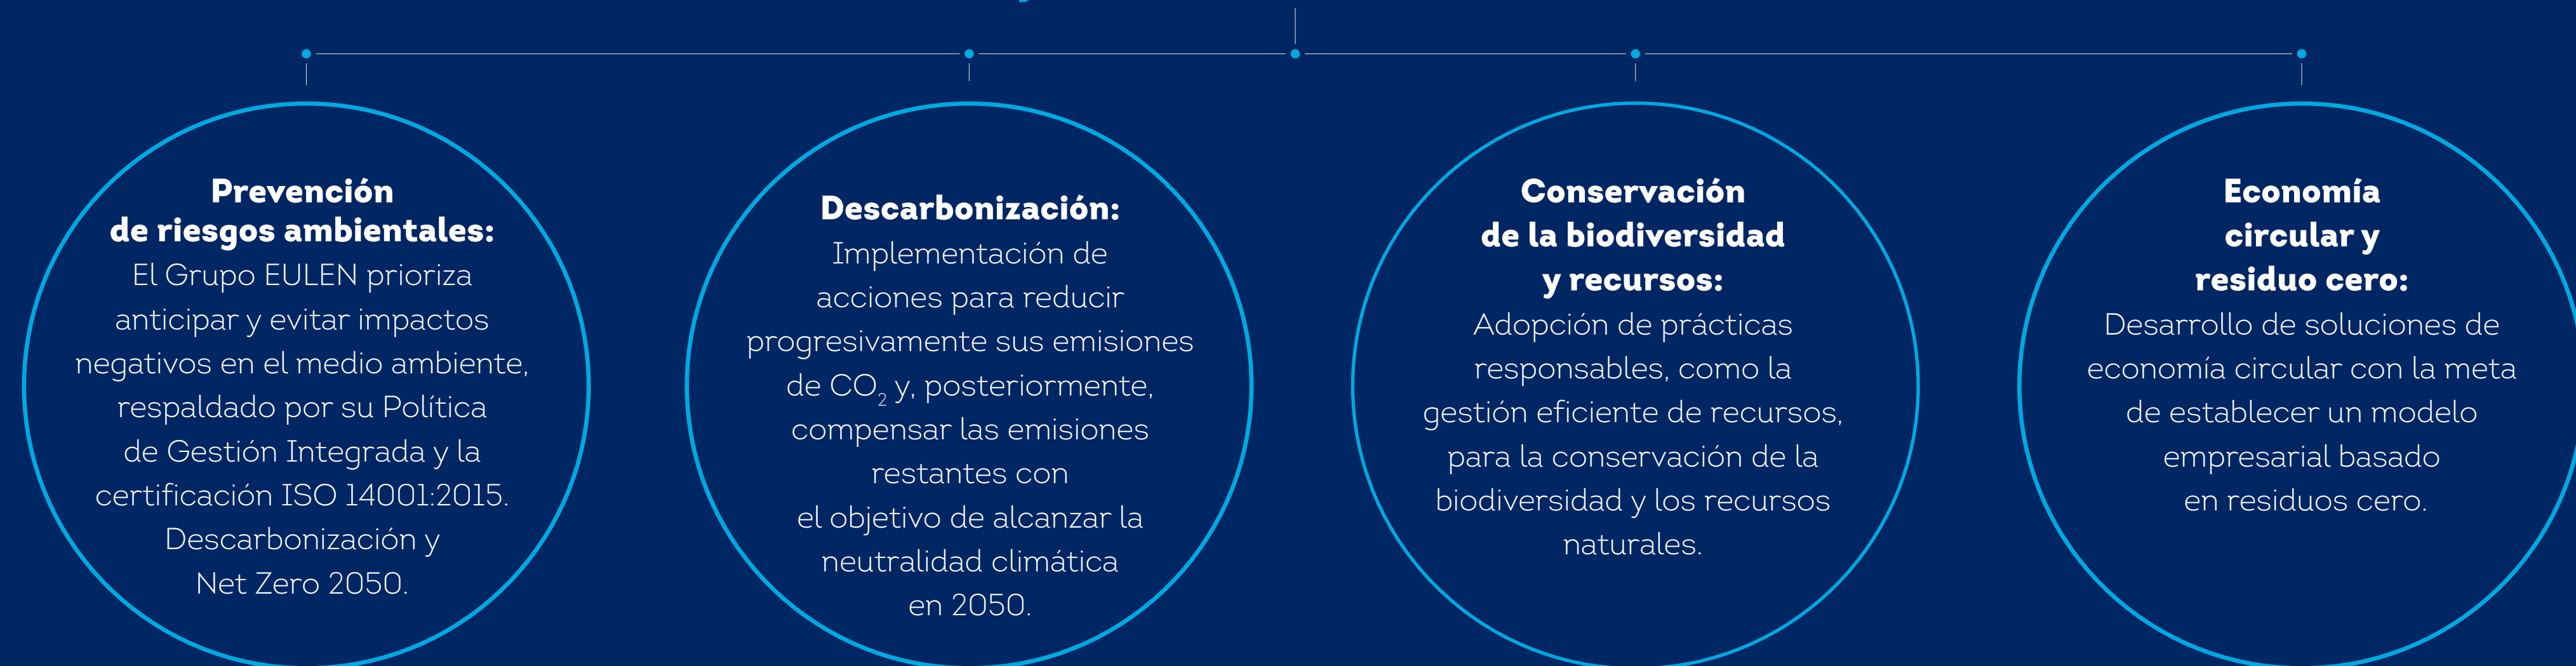 Prevención
de riesgos ambientales:
El Grupo EULEN prioriza
anticipar y evitar impactos
negativos en el medio ambiente,
respaldado por su Política
de Gestión Integrada y la
certificación ISO 14001:2015.
Descarbonización y
Net Zero 2050.
Descarbonización:
Implementación de
acciones para reducir
progresivamente sus emisiones
de CO₂ y, posteriormente,
compensar las emisiones
restantes con
el objetivo de alcanzar la
neutralidad climática
en 2050.
Conservación
de la biodiversidad
y recursos:
Adopción de prácticas
responsables, como la
gestión eficiente de recursos,
para la conservación de la
biodiversidad y los recursos
naturales.
Economía
circular y
residuo cero:
Desarrollo de soluciones de
economía circular con la meta
de establecer un modelo
empresarial basado
en residuos cero.